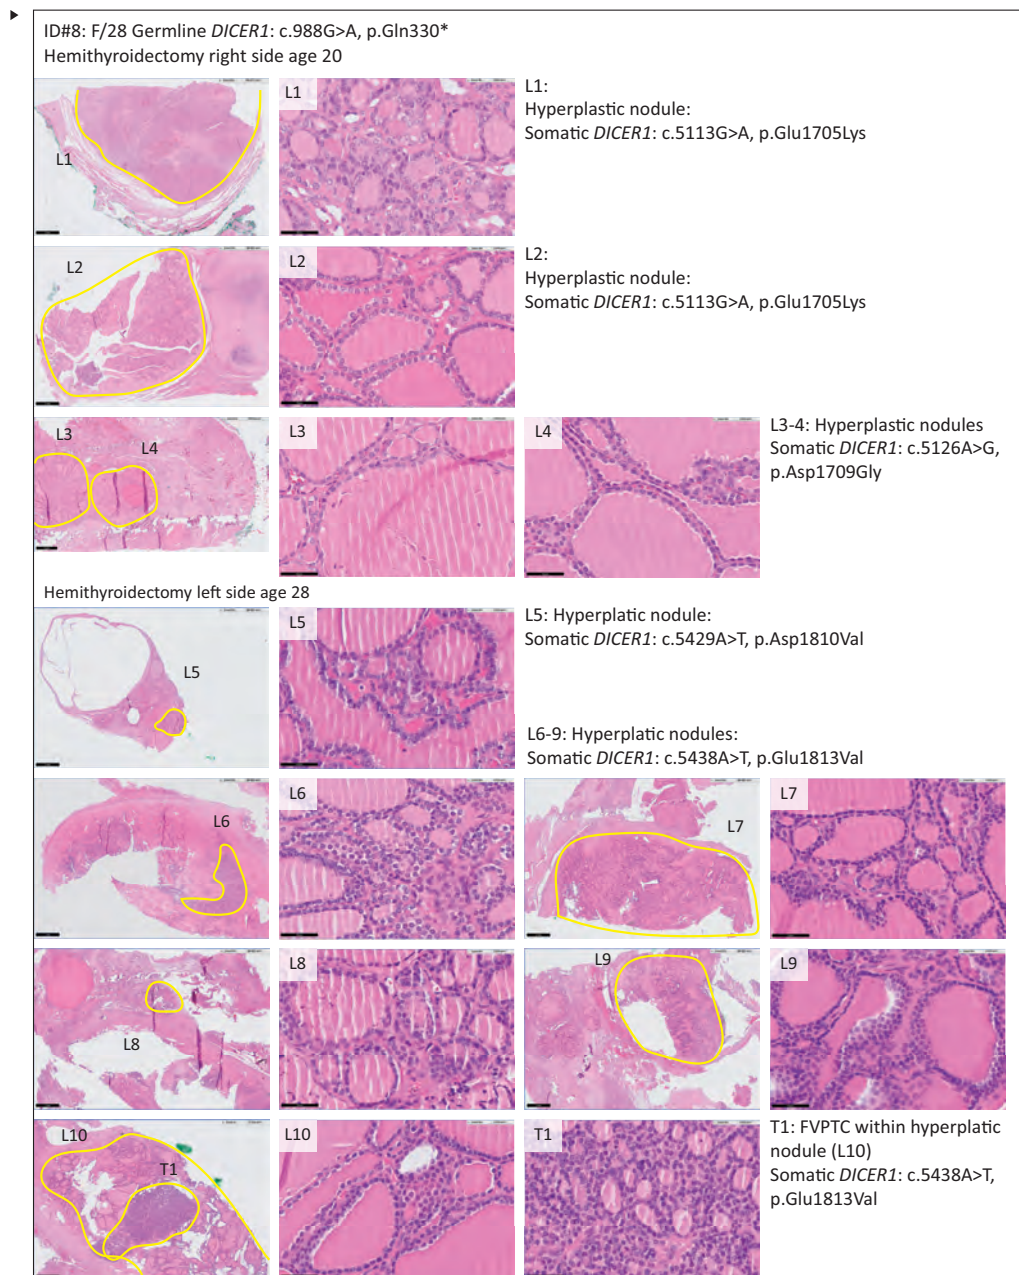 ID#8: F/28 Germline DICER1: c.988G>A, p.Gln330*
Hemithyroidectomy right side age 20
L1
L1
L1:
Hyperplastic nodule:
Somatic DICER1: c.5113G>A, p.Glu1705Lys
L2
L2
L2:
Hyperplastic nodule:
Somatic DICER1: c.5113G>A, p.Glu1705Lys
L3
L4
L3
L4
L3-4: Hyperplastic nodules
Somatic DICER1: c.5126A>G,
p.Asp1709Gly
Hemithyroidectomy left side age 28
L5
L5
L5: Hyperplatic nodule:
Somatic DICER1: c.5429A>T, p.Asp1810Val
L6-9: Hyperplatic nodules:
Somatic DICER1: c.5438A>T, p.Glu1813Val
L6
L6
L7
L7
L8
L8
L9
L9
L10
T1
L10
T1
T1: FVPTC within hyperplatic
nodule (L10)
Somatic DICER1: c.5438A>T,
p.Glu1813Val